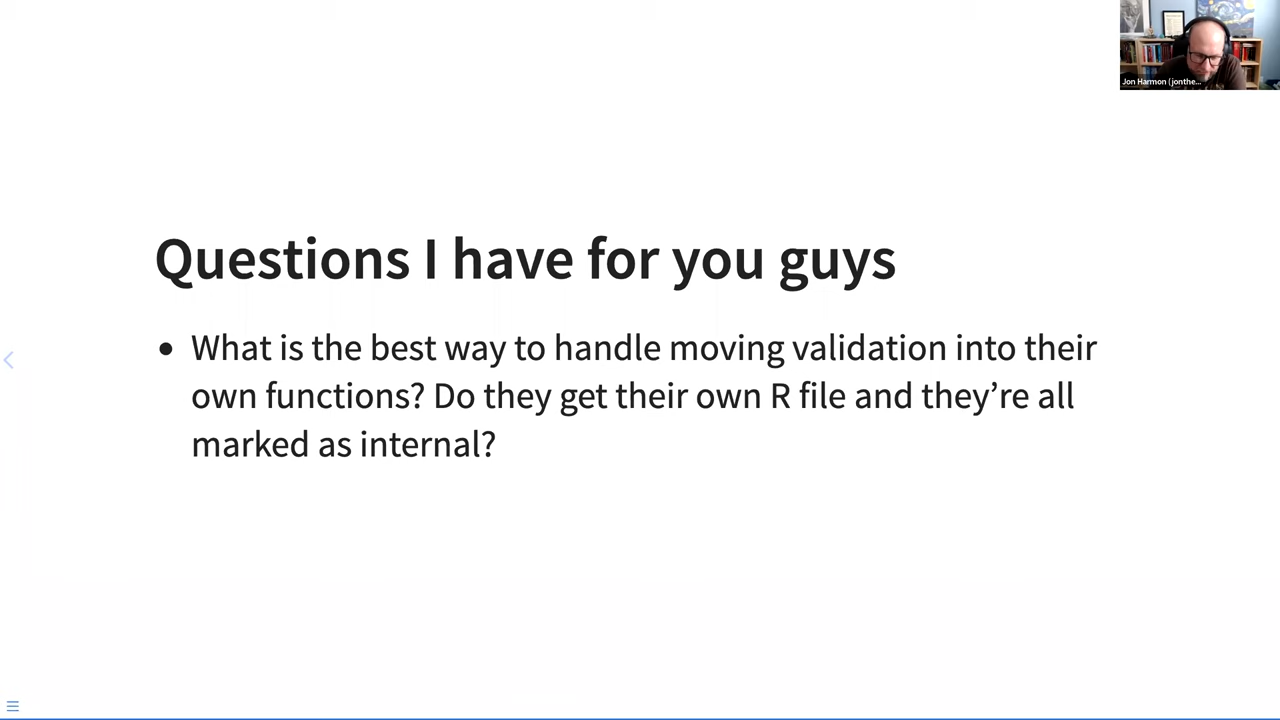 Jon Harmon (jonthe...
Questions I have for you guys
• What is the best way to handle moving validation into their
own functions? Do they get their own R file and they’re all
marked as internal?